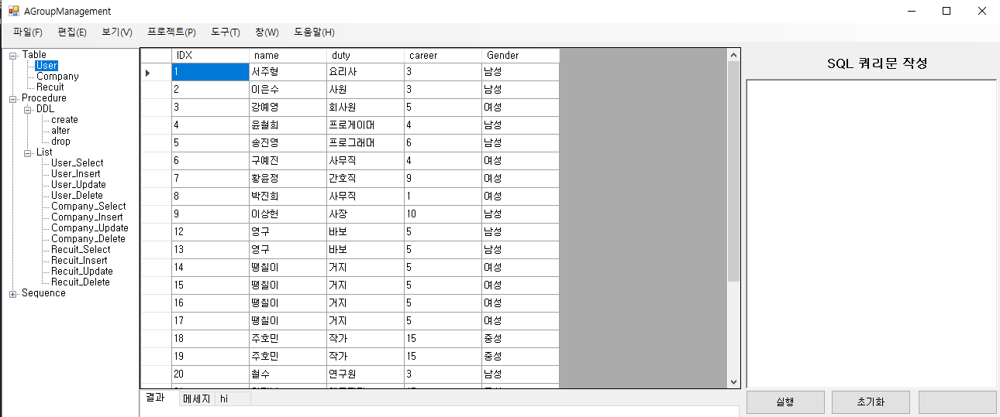 AGroupManagement
파일(F) 편집(E) 보기(V) 프로젝트(P) 도구(T) 창(W) 도움말(H)
Table
User
Company
Recuit
Procedure
DDL
create
alter
drop
List
User_Select
User_Insert
User_Update
User_Delete
Company_Select
Company_Insert
Company_Update
Company_Delete
Recuit_Select
Recuit_Insert
Recuit_Update
Recuit_Delete
Sequence
IDX name duty career Gender
1 서주형 요리사 3 남성
2 이은수 사원 3 남성
3 강예영 회사원 5 여성
4 윤철희 프로게이머 4 남성
5 송진영 프로그래머 6 남성
6 구예진 사무직 4 여성
7 황윤정 간호직 9 여성
8 박진희 사무직 1 여성
9 이상헌 사장 10 남성
12 영구 바보 5 남성
13 영구 바보 5 남성
14 땡칠이 거지 5 여성
15 땡칠이 거지 5 여성
16 땡칠이 거지 5 여성
17 땡칠이 거지 5 여성
18 주호민 작가 15 중성
19 주호민 작가 15 중성
20 철수 연구원 3 남성
결과 메세지 hi
SQL 쿼리문 작성
실행 초기화